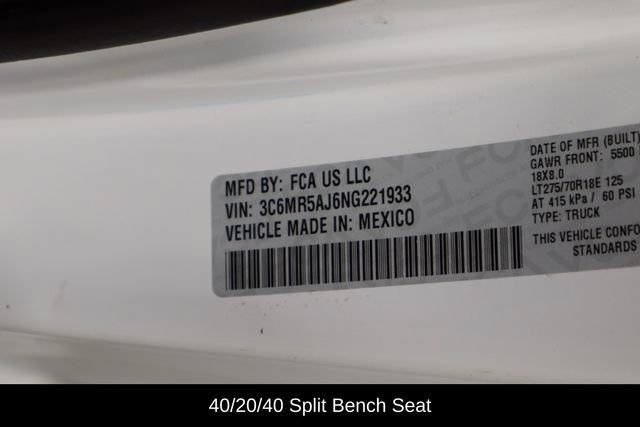 MFD BY: FCA US LLC
VIN: 3C6MR5AJ6NG221933
VEHICLE MADE IN: MEXICO
DATE OF MFR (BUILT)
GAWR FRONT: 5500
18X8.0
LT275/70R18E 125
AT 415 kPa / 60 PSI
TYPE: TRUCK
THIS VEHICLE CONFO
STANDARDS
40/20/40 Split Bench Seat